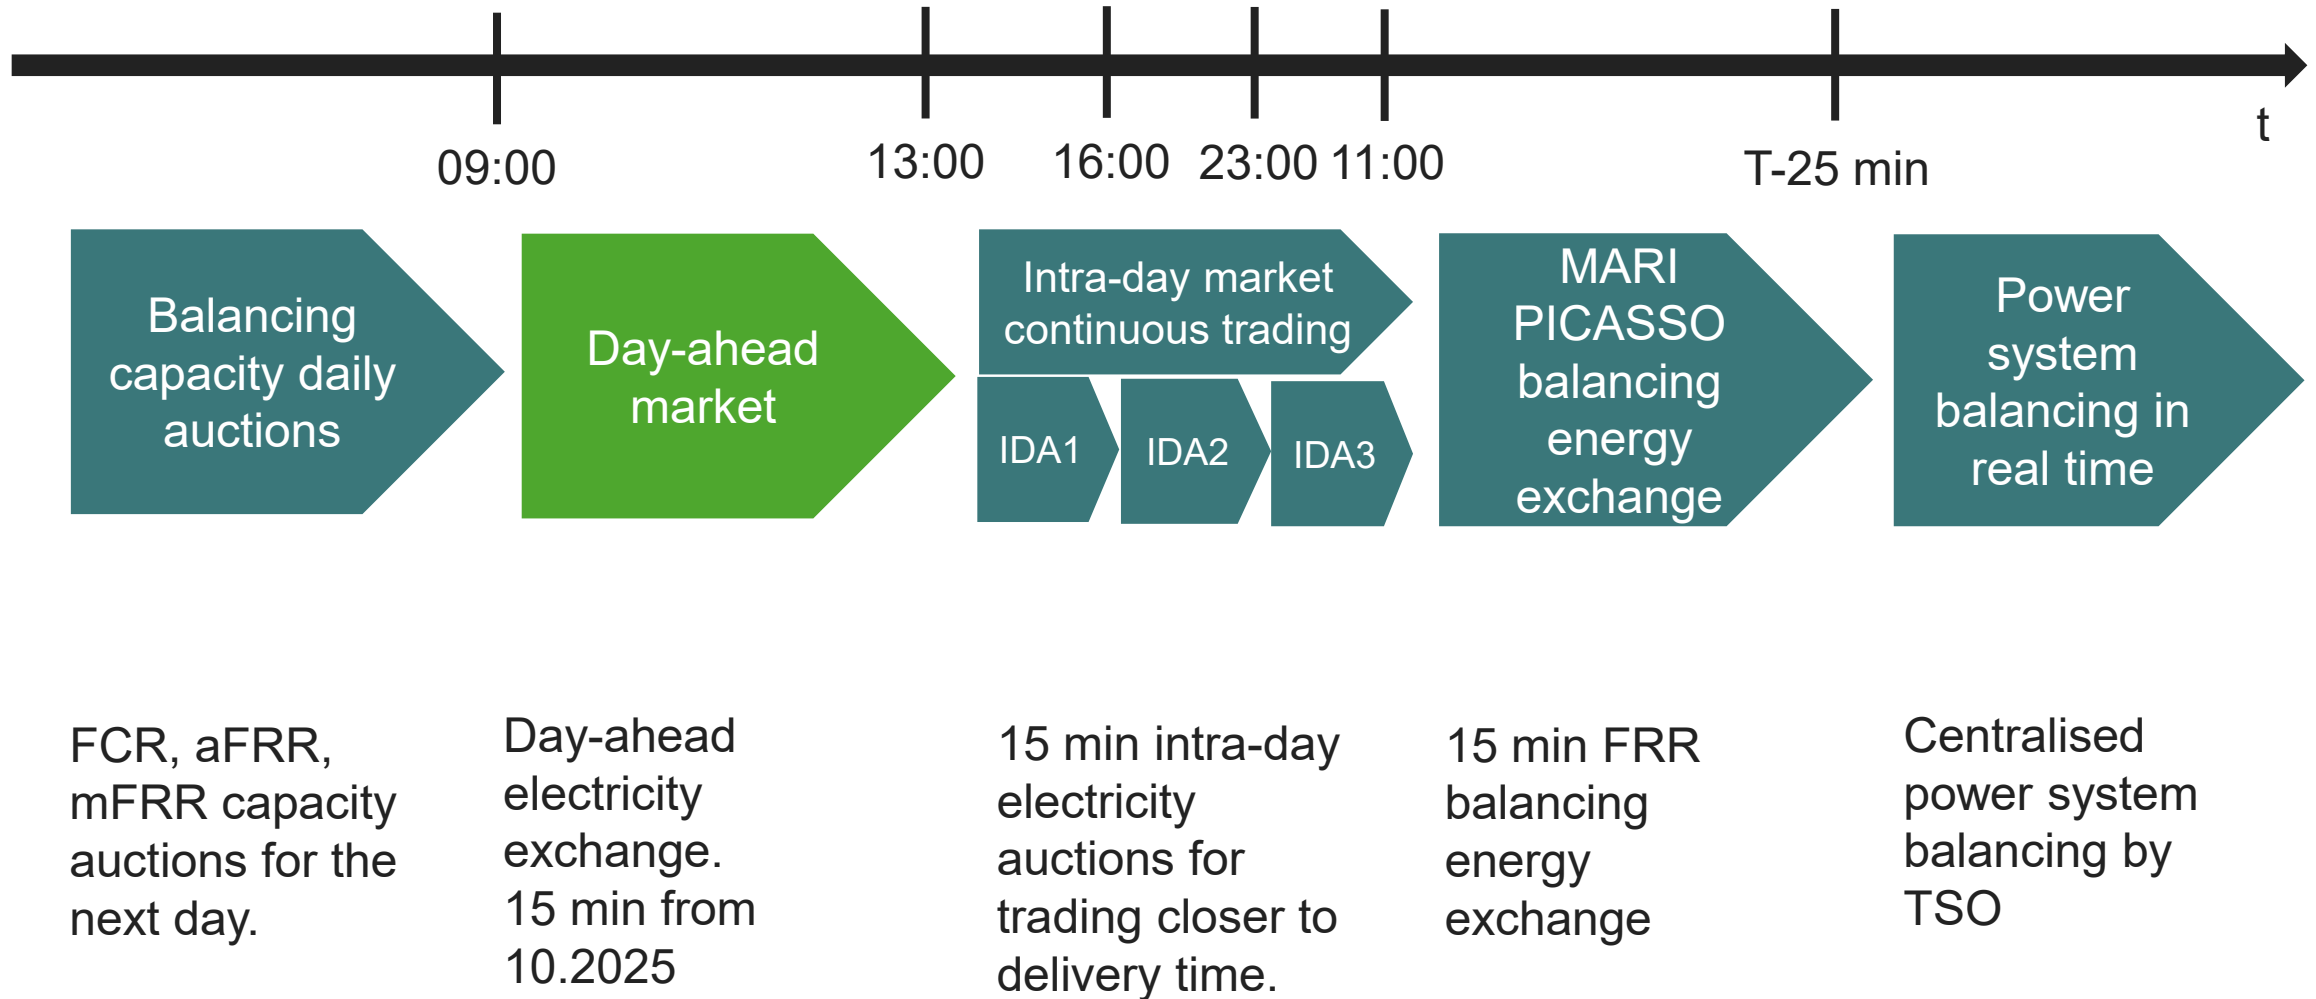 t
09:00
13:00
16:00
23:00
11:00
T-25 min
Balancing
capacity daily
auctions
Day-ahead
market
Intra-day market
continuous trading
IDA1
IDA2
IDA3
MARI
PICASSO
balancing
energy
exchange
Power
system
balancing in
real time
FCR, aFRR,
mFRR capacity
auctions for the
next day.
Day-ahead
electricity
exchange.
15 min from
10.2025
15 min intra-day
electricity
auctions for
trading closer to
delivery time.
15 min FRR
balancing
energy
exchange
Centralised
power system
balancing by
TSO